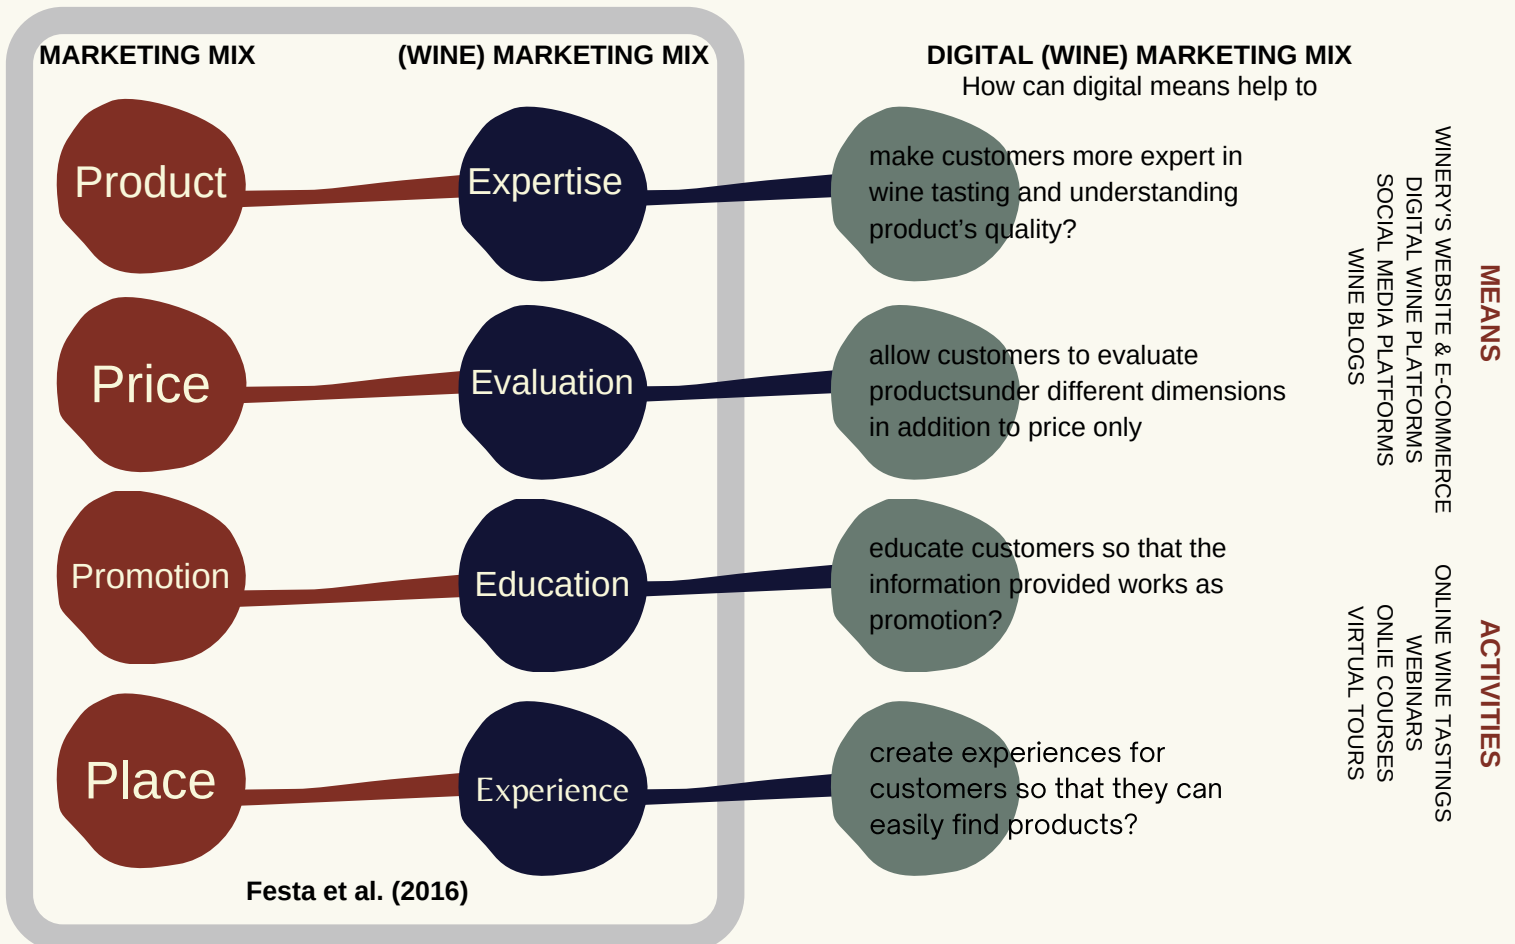 MARKETING MIX
(WINE) MARKETING MIX
DIGITAL (WINE) MARKETING MIX
How can digital means help to
Product
Expertise
make customers more expert in
wine tasting and understanding
product’s quality?
Price
Evaluation
allow customers to evaluate
productsunder different dimensions
in addition to price only
Promotion
Education
educate customers so that the
information provided works as
promotion?
Place
Experience
create experiences for
customers so that they can
easily find products?
Festa et al. (2016)
MEANS
WINERY'S WEBSITE & E-COMMERCE
DIGITAL WINE PLATFORMS
SOCIAL MEDIA PLATFORMS
WINE BLOGS
ACTIVITIES
ONLINE WINE TASTINGS
WEBINARS
ONLIE COURSES
VIRTUAL TOURS